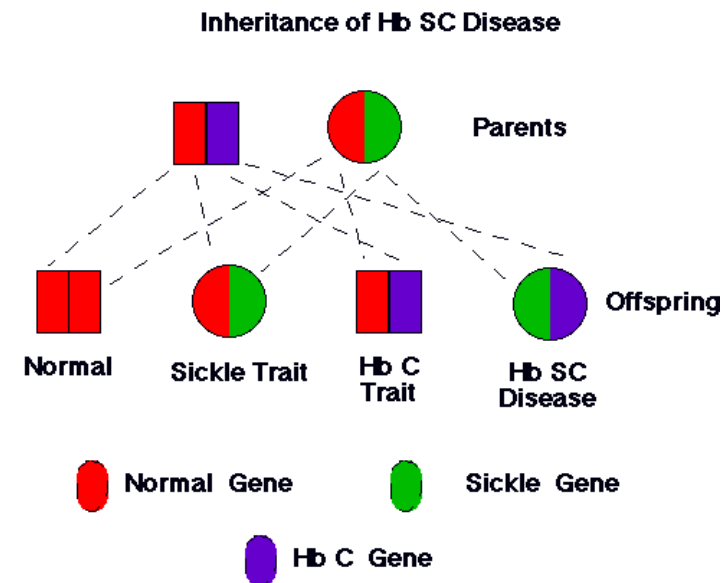 Inheritance of Hb SC Disease
Parents
Offspring
Normal
Sickle Trait
Hb C
Trait
Hb SC
Disease
Normal Gene
Sickle Gene
Hb C Gene